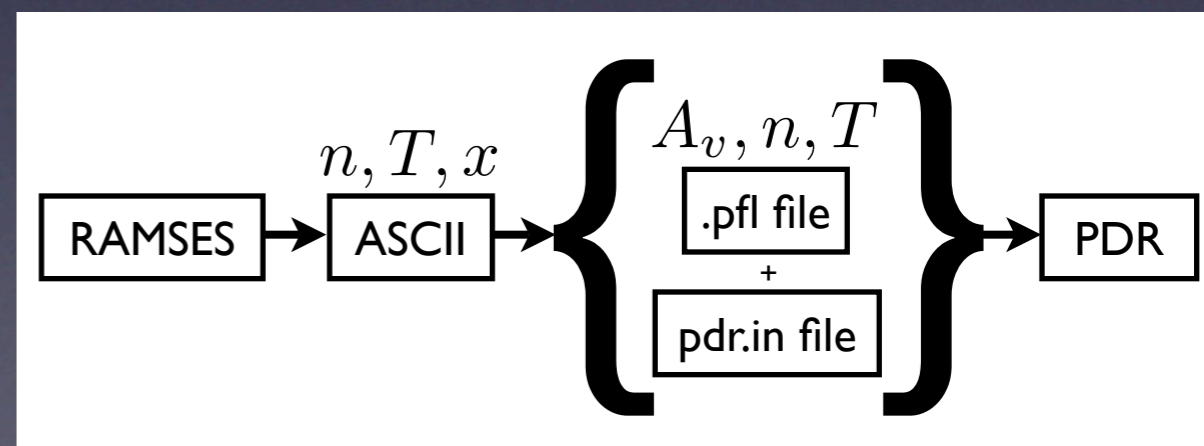 n, T, x
RAMSES
ASCII
A_v, n, T
.pfl file
+
pdr.in file
PDR